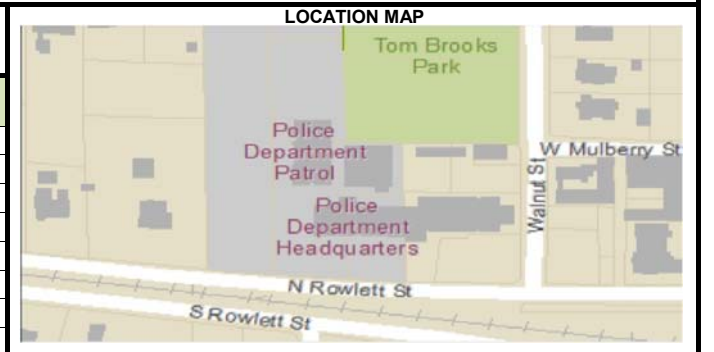 LOCATION MAP
Tom Brooks
Park
Police
Department
Patrol
W Mulberry St
Walnut St
Police
Department
Headquarters
N Rowlett St
S Rowlett St